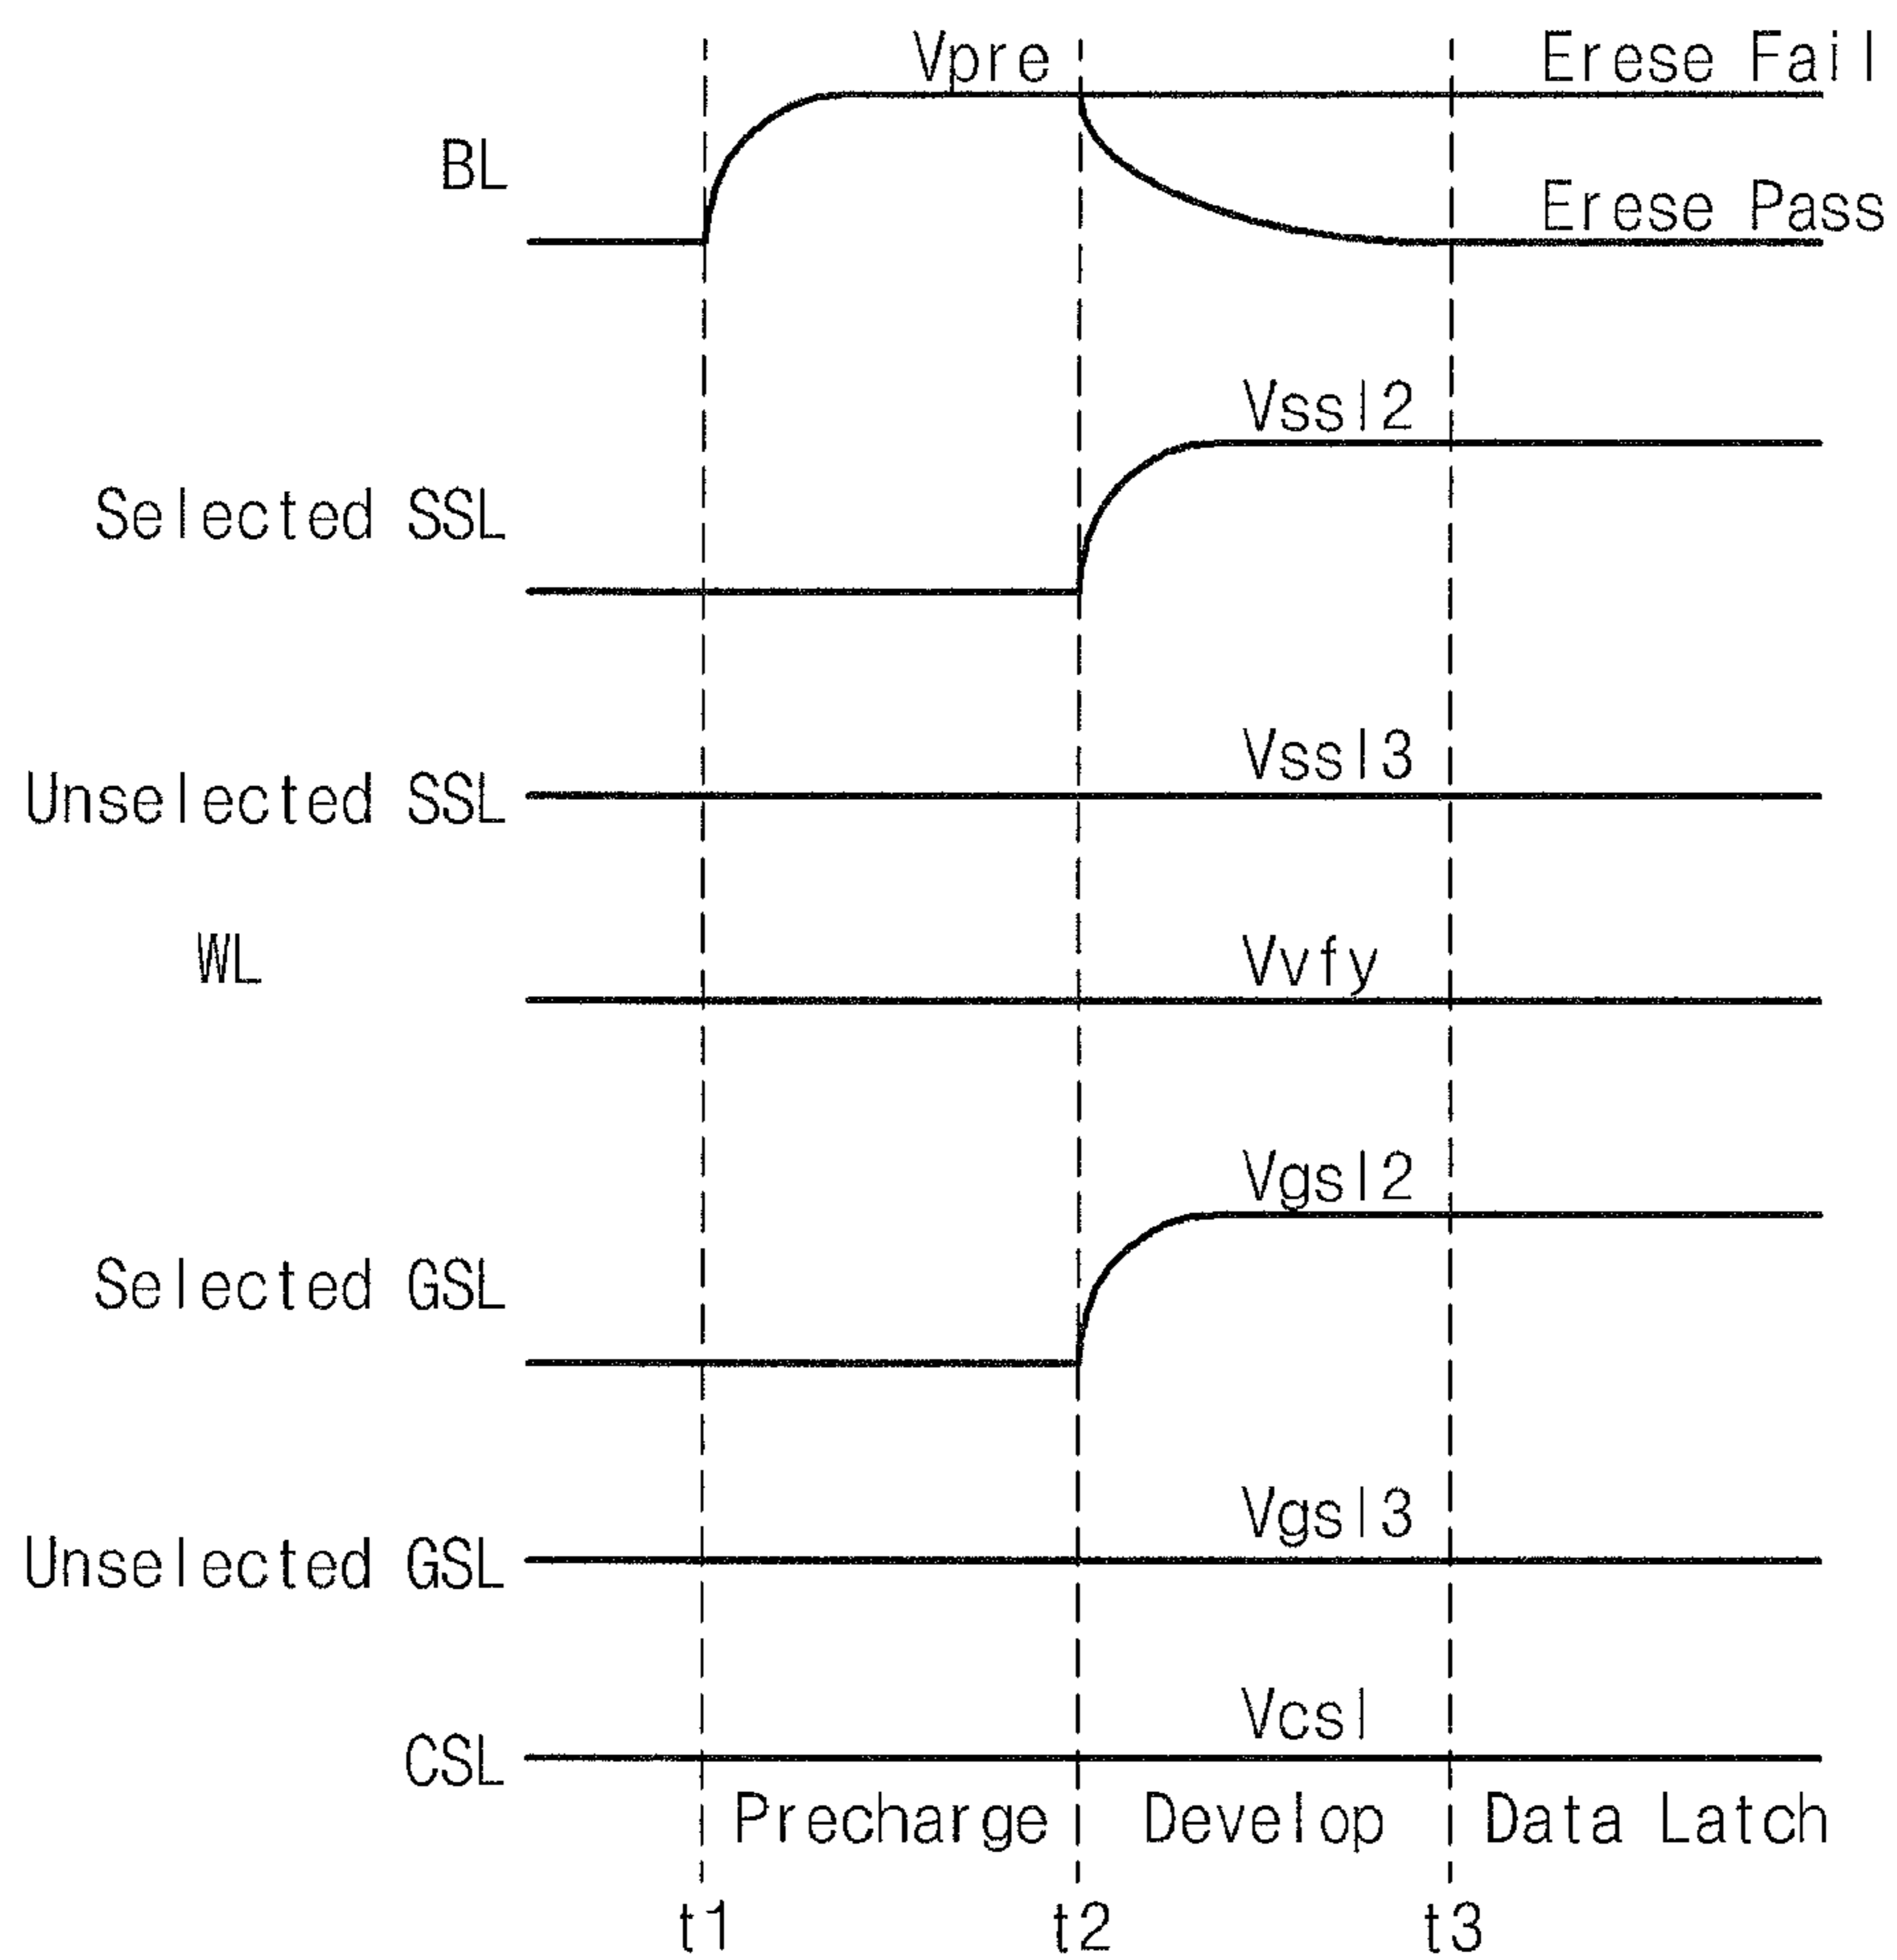 Vpre Erese Fail
BL
Erese Pass
Vssl2
Selected SSL
Vssl3
Unselected SSL
WL Vvfy
Vgsl2
Selected GSL
Vgsl3
Unselected GSL
Vcsl
CSL
Precharge Develop Data Latch
t1 t2 t3